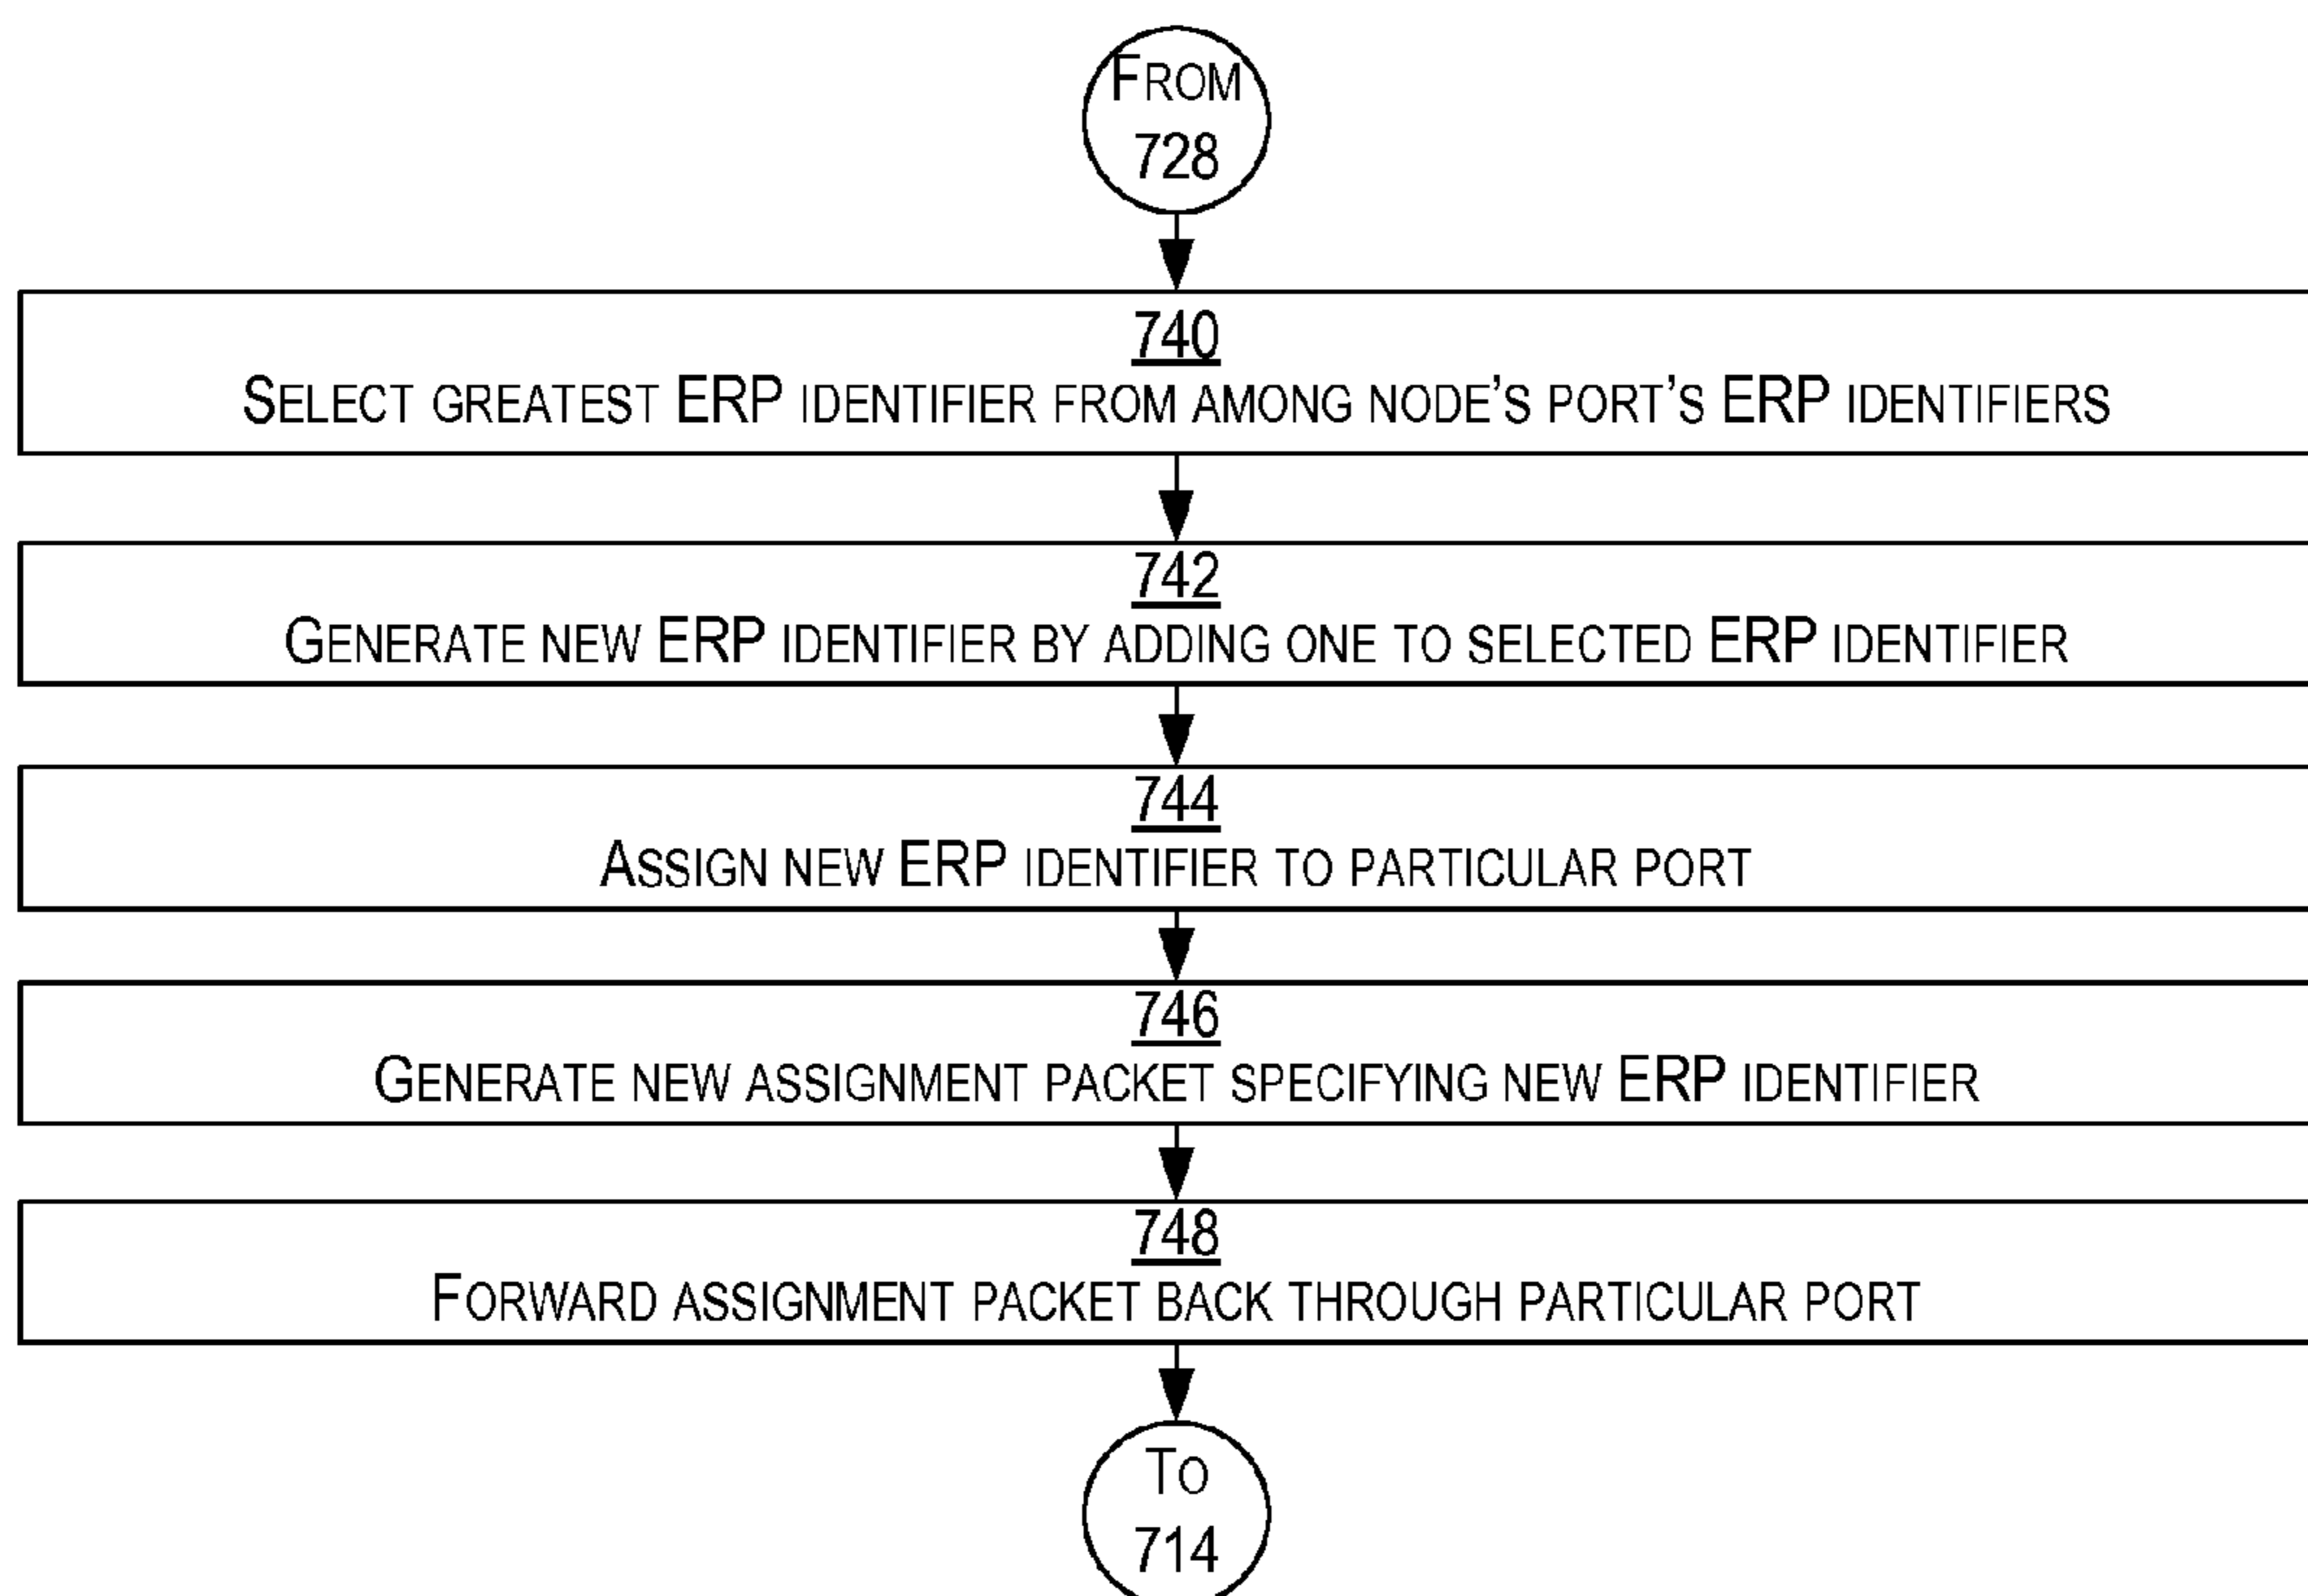 FROM
728
740
SELECT GREATEST ERP IDENTIFIER FROM AMONG NODE'S PORT'S ERP IDENTIFIERS
742
GENERATE NEW ERP IDENTIFIER BY ADDING ONE TO SELECTED ERP IDENTIFIER
744
ASSIGN NEW ERP IDENTIFIER TO PARTICULAR PORT
746
GENERATE NEW ASSIGNMENT PACKET SPECIFYING NEW ERP IDENTIFIER
748
FORWARD ASSIGNMENT PACKET BACK THROUGH PARTICULAR PORT
TO
714